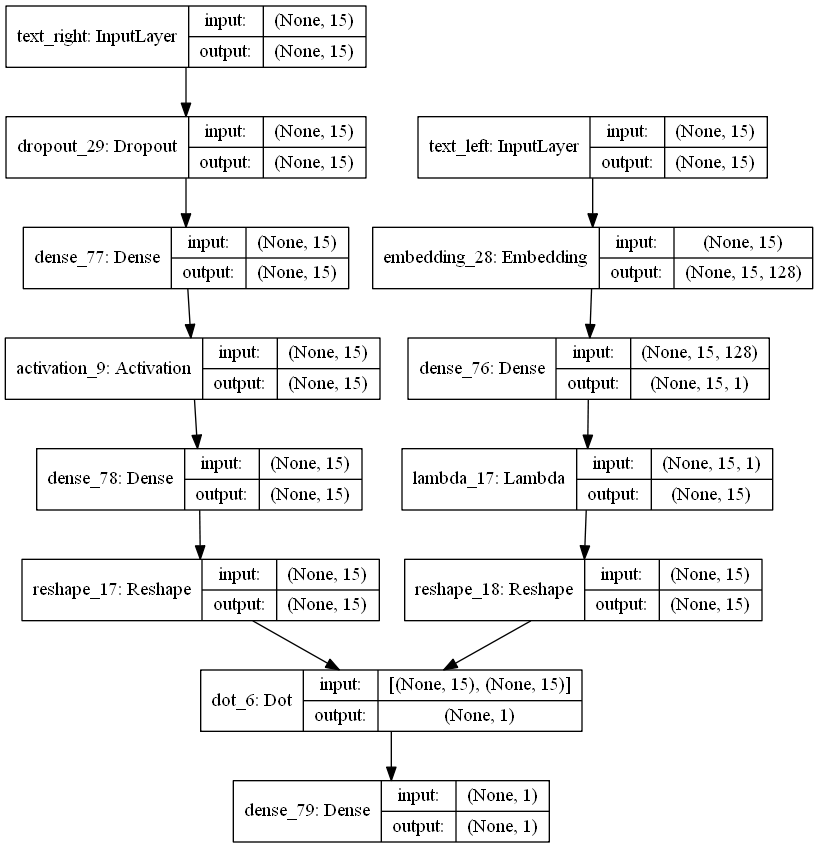 text_right: InputLayer
input: (None, 15)
output: (None, 15)
dropout_29: Dropout
input: (None, 15)
output: (None, 15)
text_left: InputLayer
input: (None, 15)
output: (None, 15)
dense_77: Dense
input: (None, 15)
output: (None, 15)
embedding_28: Embedding
input: (None, 15)
output: (None, 15, 128)
activation_9: Activation
input: (None, 15)
output: (None, 15)
dense_76: Dense
input: (None, 15, 128)
output: (None, 15, 1)
dense_78: Dense
input: (None, 15)
output: (None, 15)
lambda_17: Lambda
input: (None, 15, 1)
output: (None, 15)
reshape_17: Reshape
input: (None, 15)
output: (None, 15)
reshape_18: Reshape
input: (None, 15)
output: (None, 15)
dot_6: Dot
input: [(None, 15), (None, 15)]
output: (None, 1)
dense_79: Dense
input: (None, 1)
output: (None, 1)